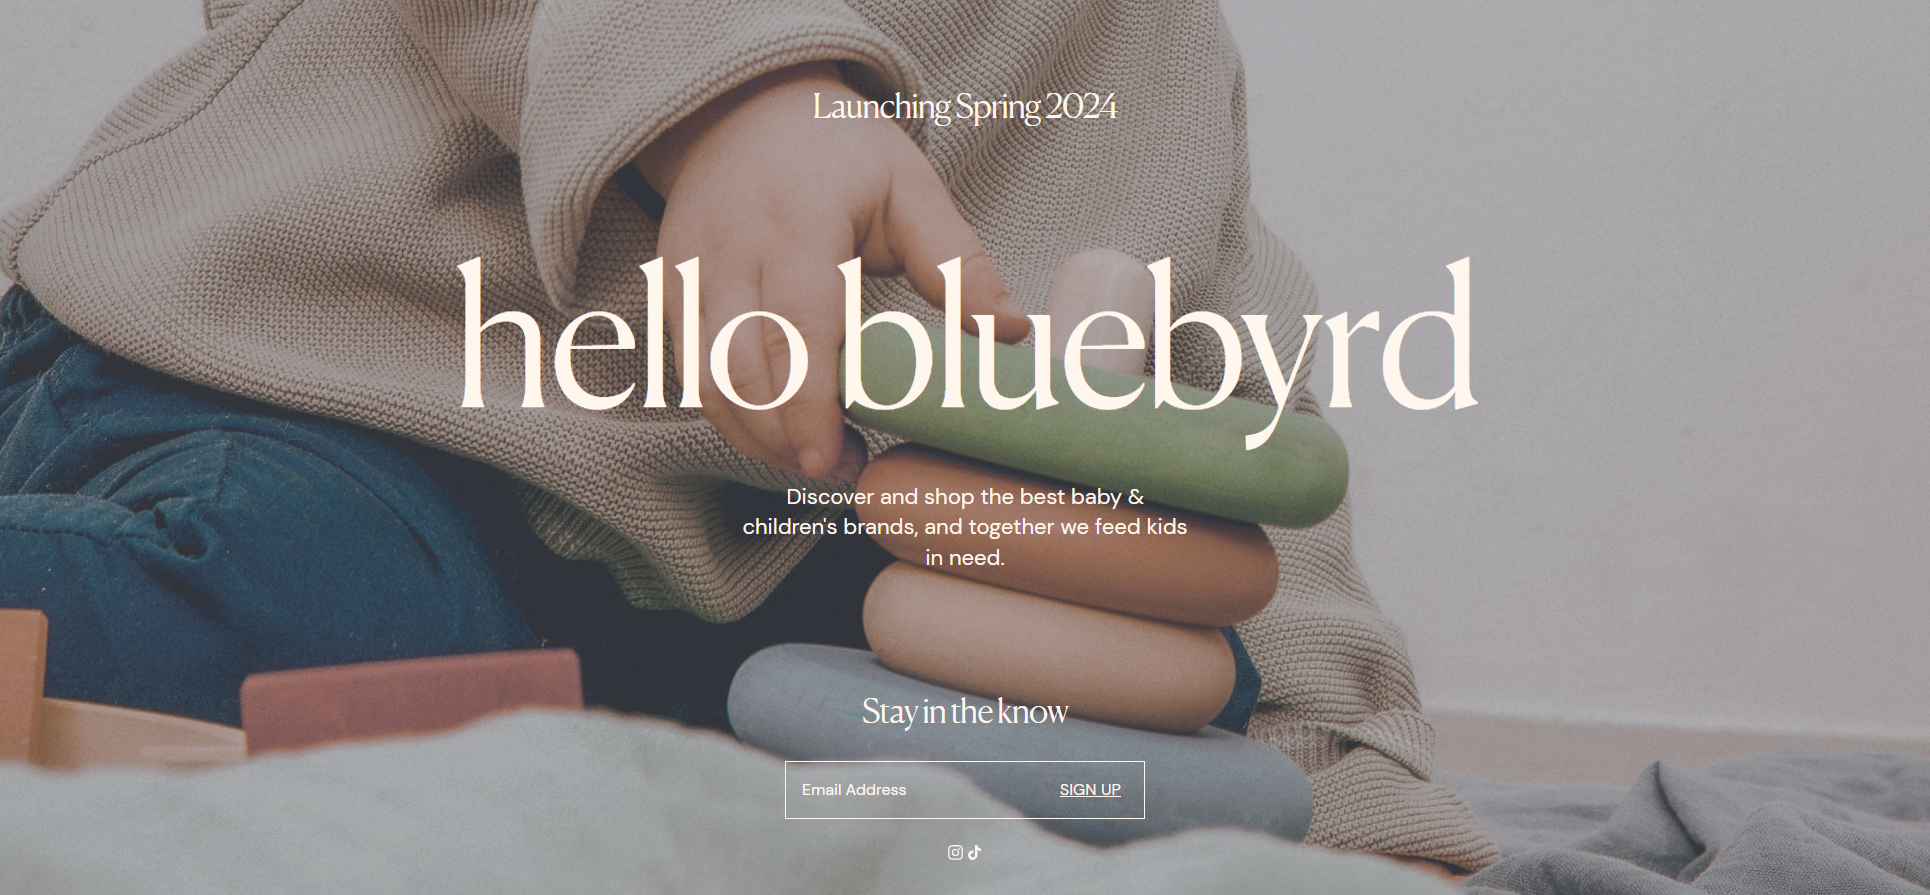 Launching Spring 2024
hello bluebyrd
Discover and shop the best baby &
children's brands, and together we feed kids
in need.
Stay in the know
Email Address SIGN UP